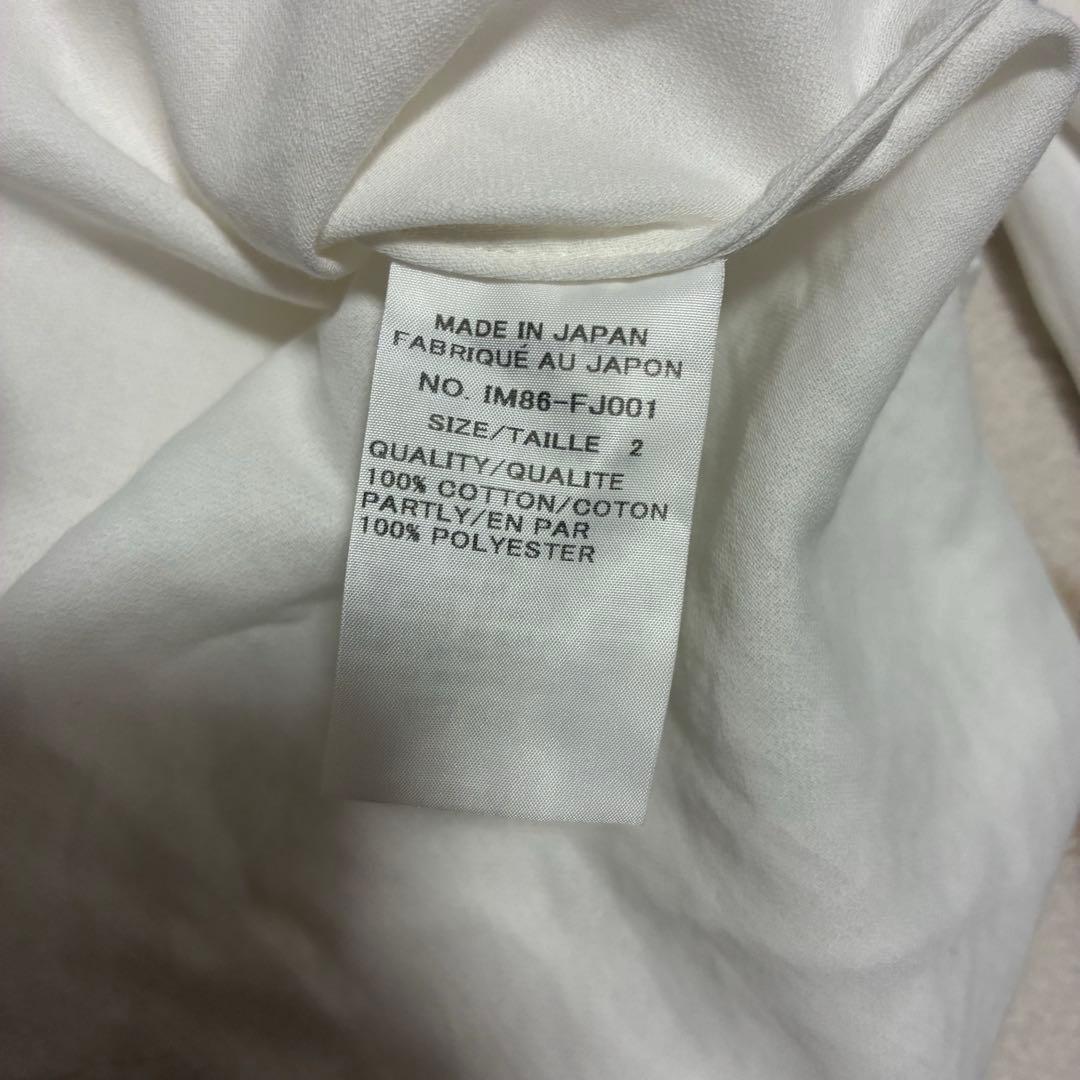 MADE IN JAPAN
FABRIQUÉ AU JAPON
NO. IM86-FJ001
SIZE/TAILLE 2
QUALITY/QUALITE
100% COTTON/COTON
PARTLY/EN PAR
100% POLYESTER